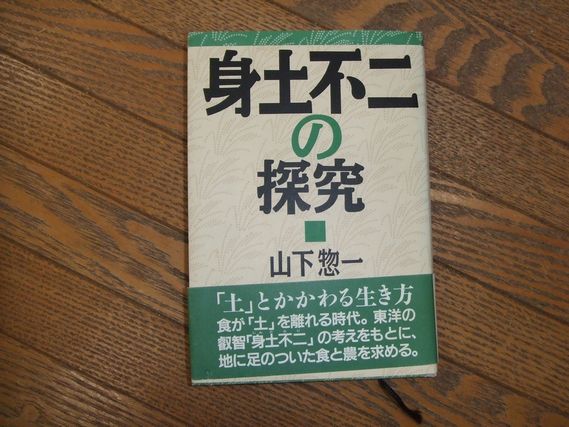 身土不二
の
探究
山下惣一
「土」とかかわる生き方
食が「土」を離れる時代。東洋の
叡智「身土不二」の考えをもとに、
地に足のついた食と農を求める。